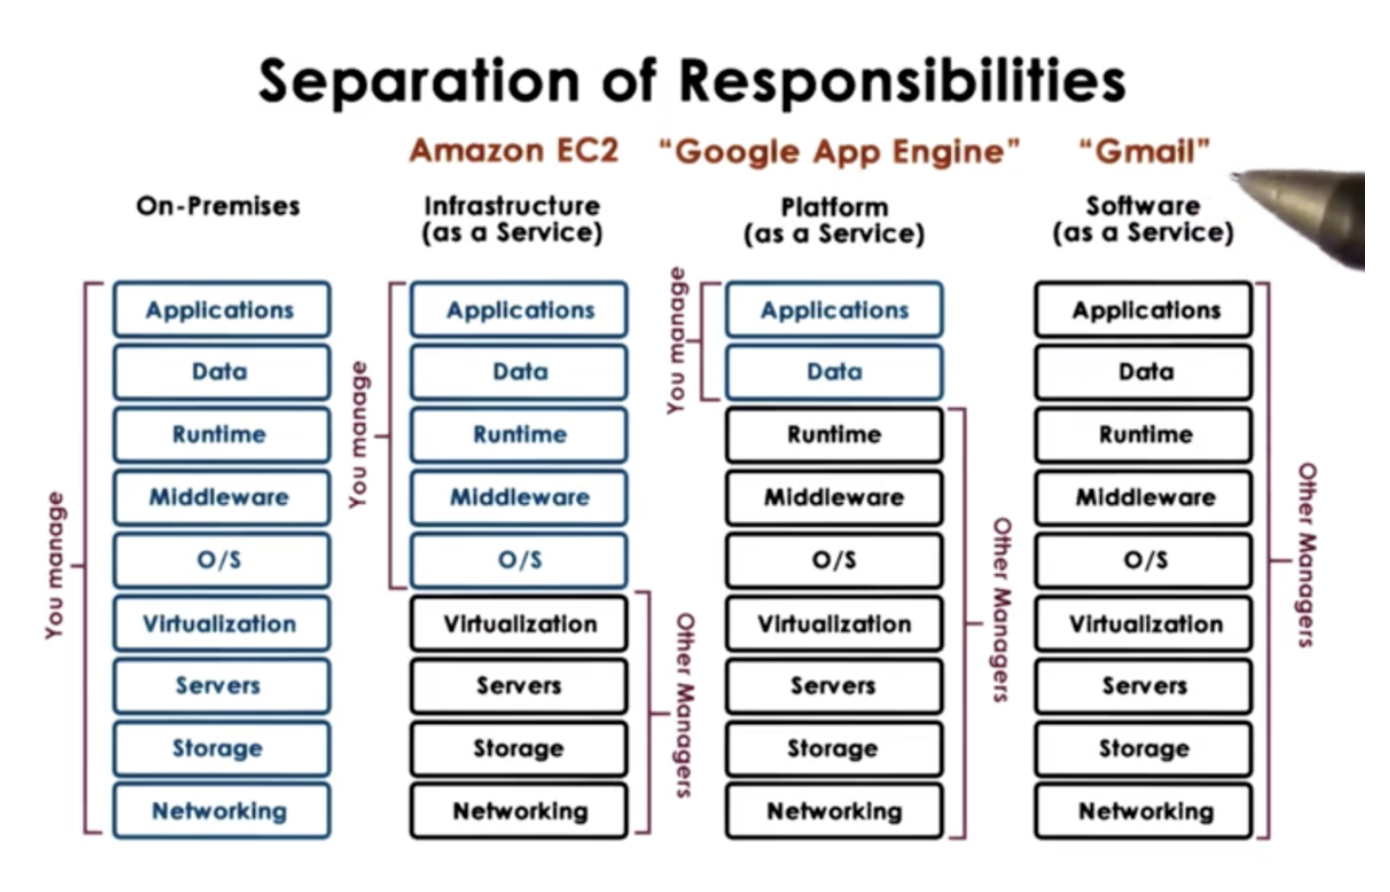 Separation of Responsibilities
Amazon EC2
“Google App Engine”
“Gmail”
On-Premises
Infrastructure
(as a Service)
Platform
(as a Service)
Software
(as a Service)
You manage
Applications
Data
Runtime
Middleware
O/S
Virtualization
Servers
Storage
Networking
You manage
Applications
Data
Runtime
Middleware
O/S
Virtualization
Servers
Storage
Networking
Other Managers
You manage
Applications
Data
Runtime
Middleware
O/S
Virtualization
Servers
Storage
Networking
Other Managers
Applications
Data
Runtime
Middleware
O/S
Virtualization
Servers
Storage
Networking
Other Managers